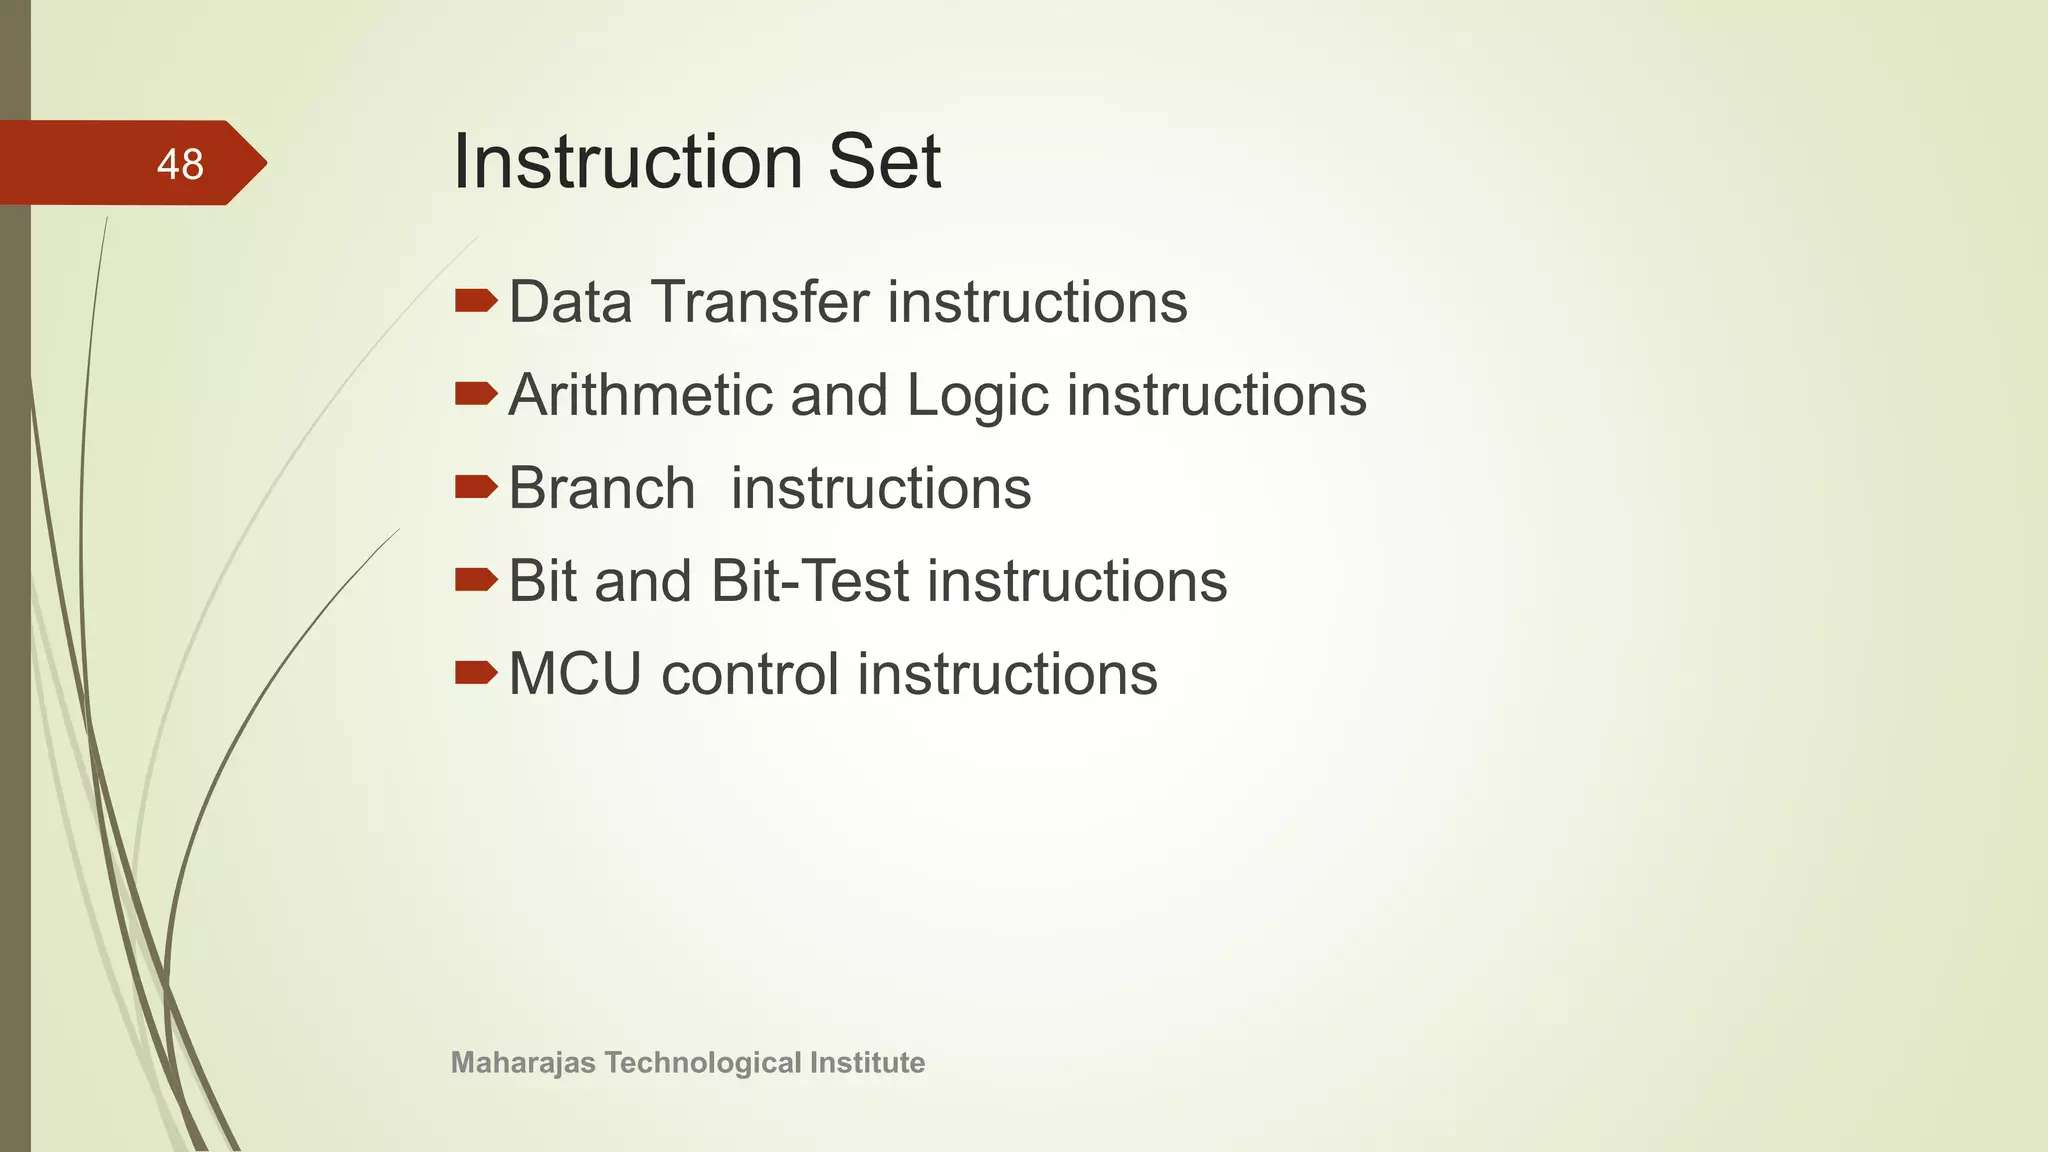 48
Instruction Set
Data Transfer instructions
Arithmetic and Logic instructions
Branch  instructions
Bit and Bit-Test instructions
MCU control instructions
Maharajas Technological Institute